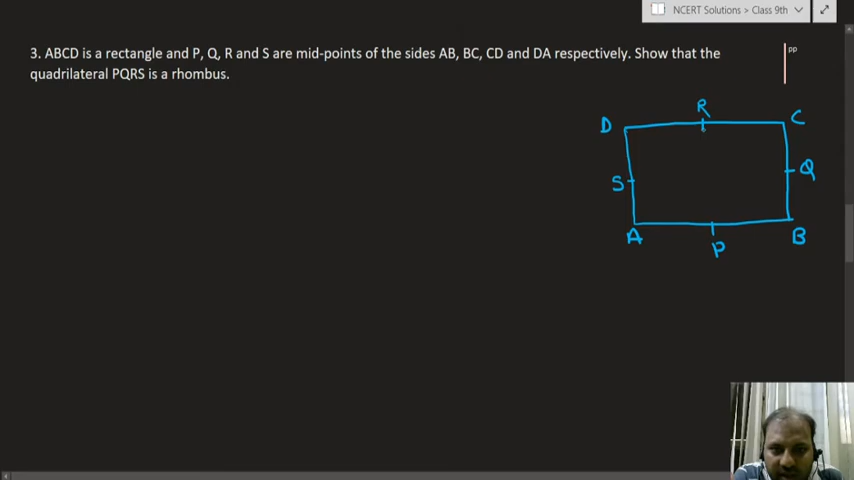 NCERT Solutions > Class 9th
3. ABCD is a rectangle and P, Q, R and S are mid-points of the sides AB, BC, CD and DA respectively. Show that the
quadrilateral PQRS is a rhombus.
pp
R
D
C
S
Q
A
P
B